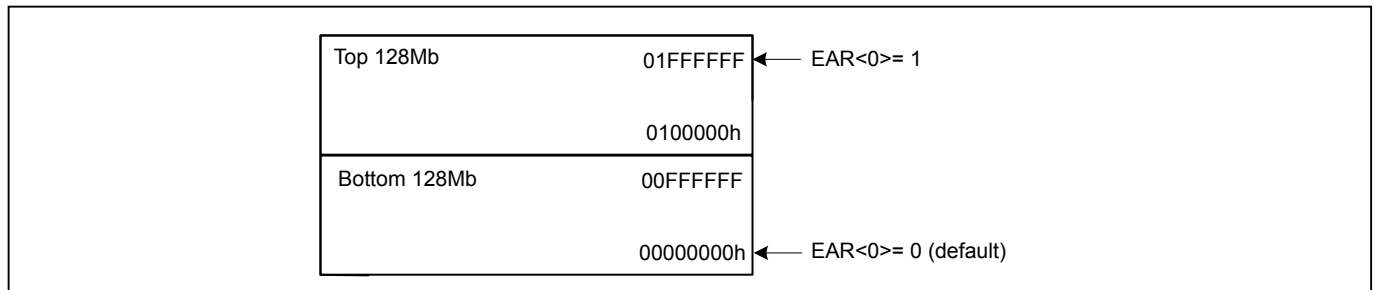 Top 128Mb 01FFFFFF EAR<0>= 1
0100000h
Bottom 128Mb 00FFFFFF
00000000h EAR<0>= 0 (default)